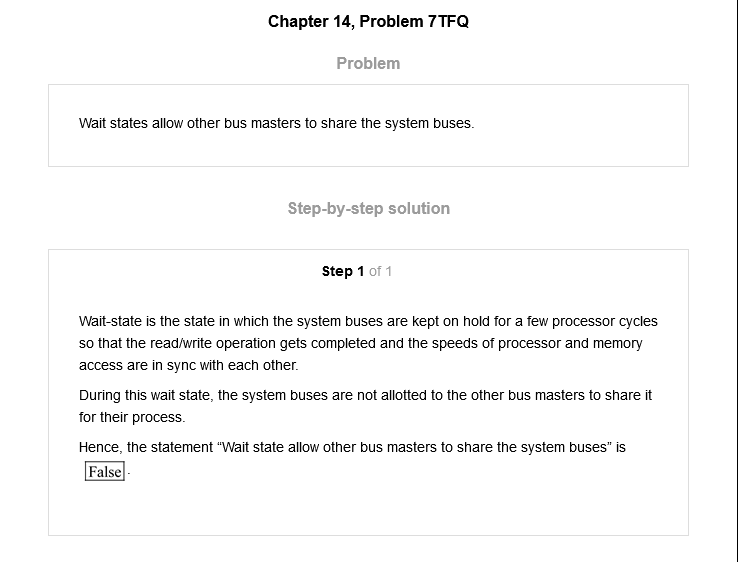 Chapter 14, Problem 7TFQ
Problem
Wait states allow other bus masters to share the system buses.
Step-by-step solution
Step 1 of 1
Wait-state is the state in which the system buses are kept on hold for a few processor cycles
so that the read/write operation gets completed and the speeds of processor and memory
access are in sync with each other.
During this wait state, the system buses are not allotted to the other bus masters to share it
for their process.
Hence, the statement “Wait state allow other bus masters to share the system buses” is
False.